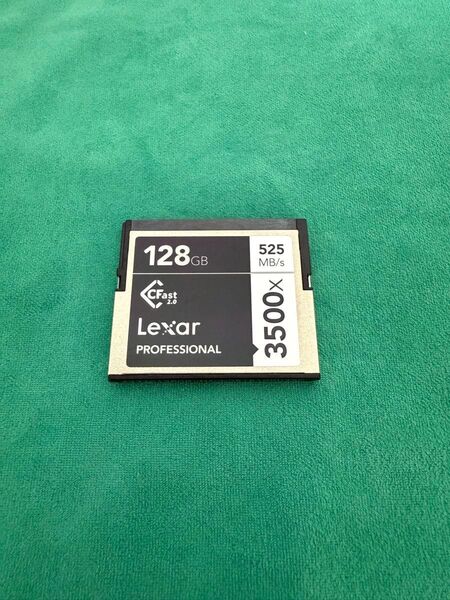 128GB
525
MB/s
CFast
2.0
Lexar
PROFESSIONAL
3500x